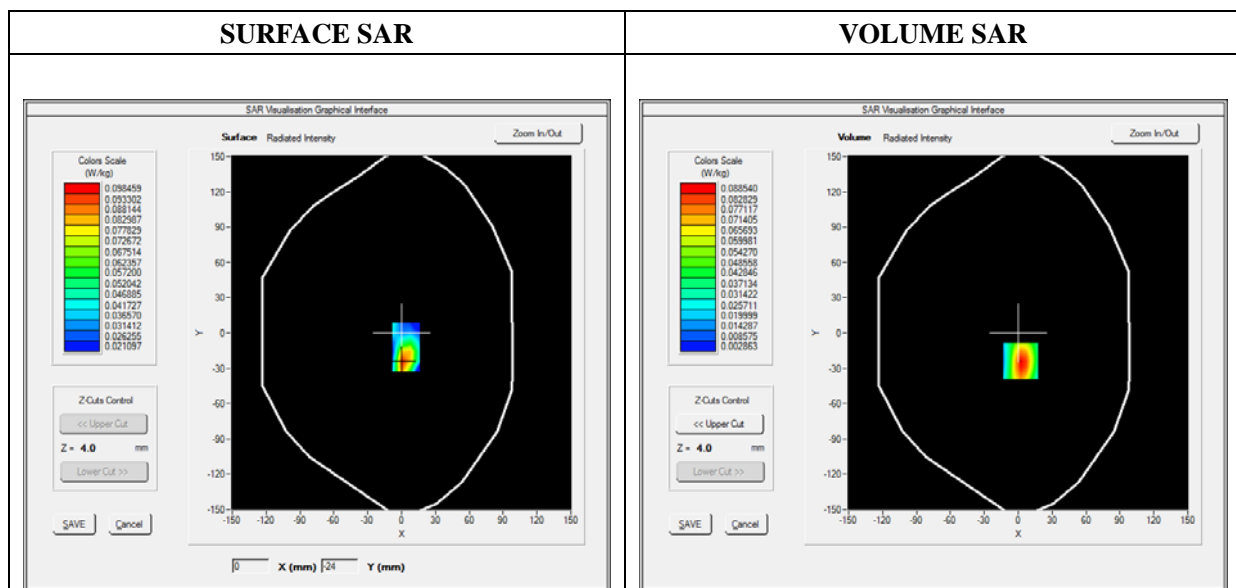 SURFACE SAR
VOLUME SAR
SAR Visualisation Graphical Interface
Surface Radiated Intensity
Zoom In/Out
Colors Scale
(W/kg)
0.098459
0.093302
0.088144
0.082987
0.077829
0.072672
0.067514
0.062357
0.057200
0.052042
0.046885
0.041727
0.036570
0.031412
0.026255
0.021097
Z-Cuts Control
<< Upper Cut
Z = 4.0 mm
Lower Cut >>
SAVE
Cancel
150
120
90
60
30
0
-30
-60
-90
-120
-150
Y
-150 -120 -90 -60 -30 0 30 60 90 120 150
X
0 X (mm) -24 Y (mm)
SAR Visualisation Graphical Interface
Volume Radiated Intensity
Zoom In/Out
Colors Scale
(W/kg)
0.088540
0.082829
0.077117
0.071405
0.065693
0.059981
0.054270
0.048558
0.042846
0.037134
0.031422
0.025711
0.019999
0.014287
0.008575
0.002863
Z-Cuts Control
<< Upper Cut
Z = 4.0 mm
Lower Cut >>
SAVE
Cancel
150
120
90
60
30
0
-30
-60
-90
-120
-150
Y
-150 -120 -90 -60 -30 0 30 60 90 120 150
X